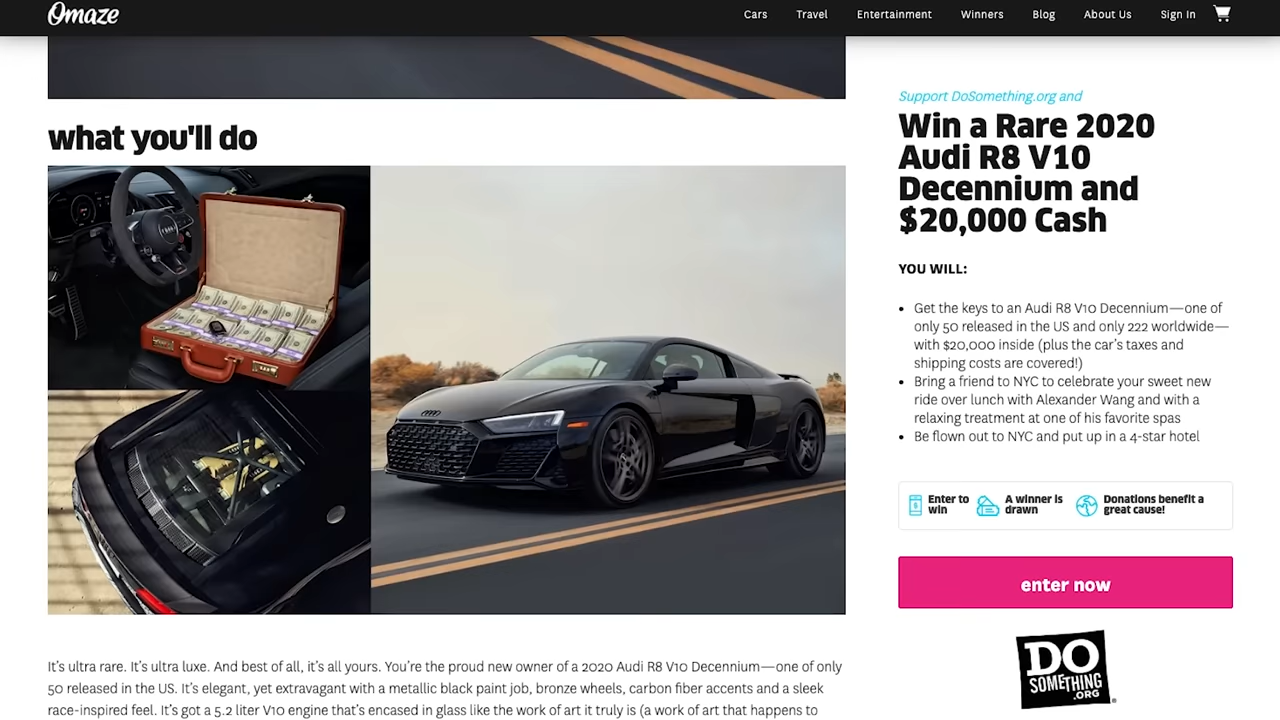 Omaze
Cars Travel Entertainment Winners Blog About Us Sign In
what you'll do
Support DoSomething.org and
Win a Rare 2020
Audi R8 V10
Decennium and
$20,000 Cash
YOU WILL:
Get the keys to an Audi R8 V10 Decennium—one of
only 50 released in the US and only 222 worldwide—
with $20,000 inside (plus the car's taxes and
shipping costs are covered!)
Bring a friend to NYC to celebrate your sweet new
ride over lunch with Alexander Wang and with a
relaxing treatment at one of his favorite spas
Be flown out to NYC and put up in a 4-star hotel
Enter to
win
A winner is
drawn
Donations benefit a
great cause!
enter now
DO
SOMETHING
.ORG
It's ultra rare. It's ultra luxe. And best of all, it's all yours. You're the proud new owner of a 2020 Audi R8 V10 Decennium—one of only
50 released in the US. It's elegant, yet extravagant with a metallic black paint job, bronze wheels, carbon fiber accents and a sleek
race-inspired feel. It's got a 5.2 liter V10 engine that's encased in glass like the work of art it truly is (a work of art that happens to